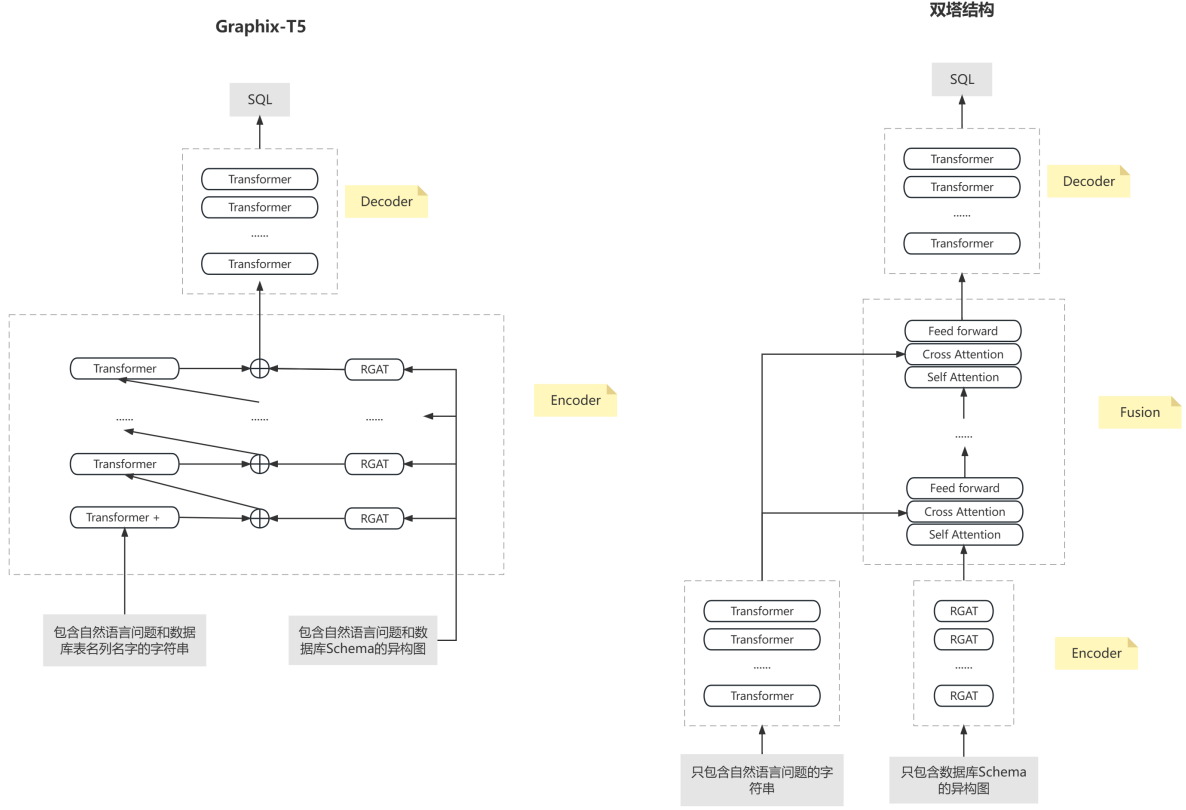 Graphix-T5
SQL
Transformer
Transformer
......
Transformer
Decoder
Transformer
RGAT
......
......
......
Transformer
RGAT
Transformer +
RGAT
Encoder
包含自然语言问题和数据
库表名列名字的字符串
包含自然语言问题和数
据库Schema的异构图
双塔结构
SQL
Transformer
Transformer
......
Transformer
Decoder
Feed forward
Cross Attention
Self Attention
......
Feed forward
Cross Attention
Self Attention
Fusion
Transformer
Transformer
......
Transformer
RGAT
RGAT
......
RGAT
Encoder
只包含自然语言问题的字
符串
只包含数据库Schema
的异构图